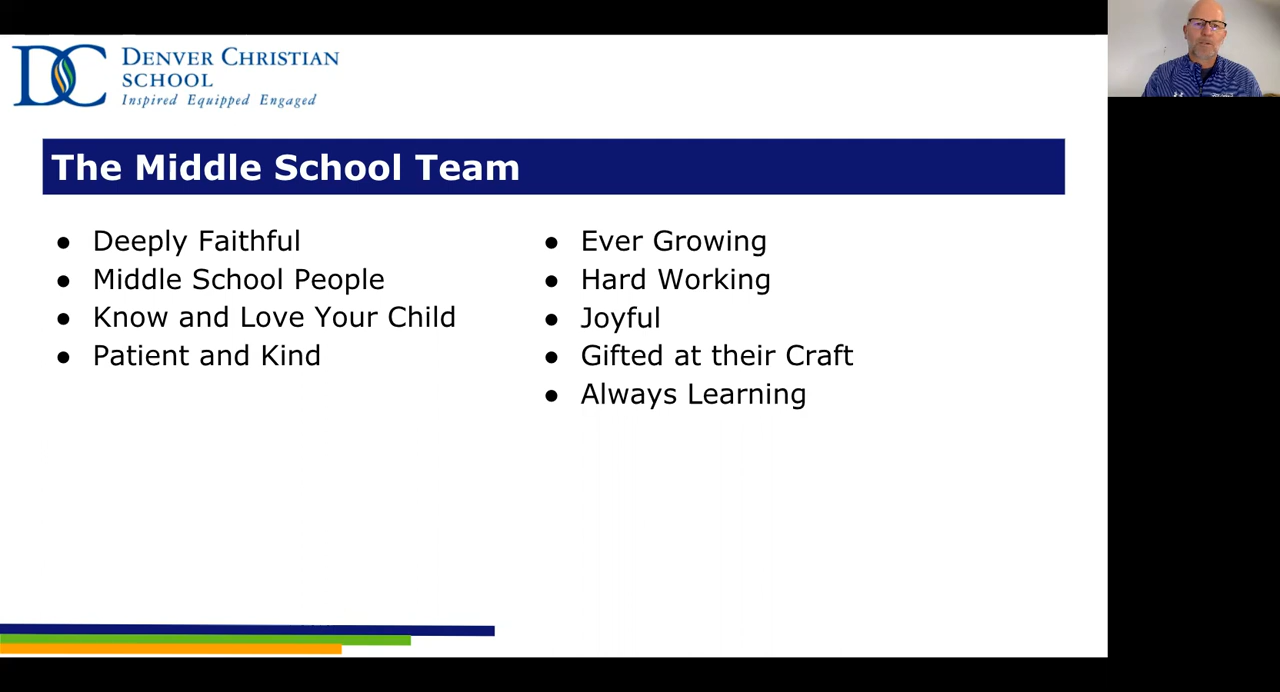 DC
DENVER CHRISTIAN
SCHOOL
Inspired Equipped Engaged
The Middle School Team
● Deeply Faithful
● Middle School People
● Know and Love Your Child
● Patient and Kind
● Ever Growing
● Hard Working
● Joyful
● Gifted at their Craft
● Always Learning